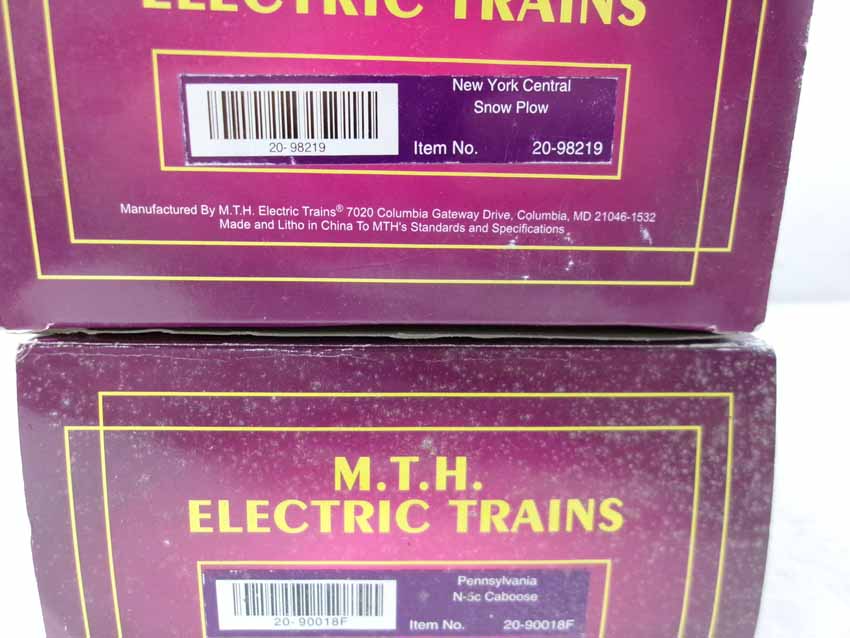 ELECTRIC TRAINS
New York Central
Snow Plow
20-98219
Item No. 20-98219
Manufactured By M.T.H. Electric Trains® 7020 Columbia Gateway Drive, Columbia, MD 21046-1532
Made and Litho in China To MTH's Standards and Specifications
M.T.H.
ELECTRIC TRAINS
Pennsylvania
N-5c Caboose
20-90018F
Item No. 20-90018F